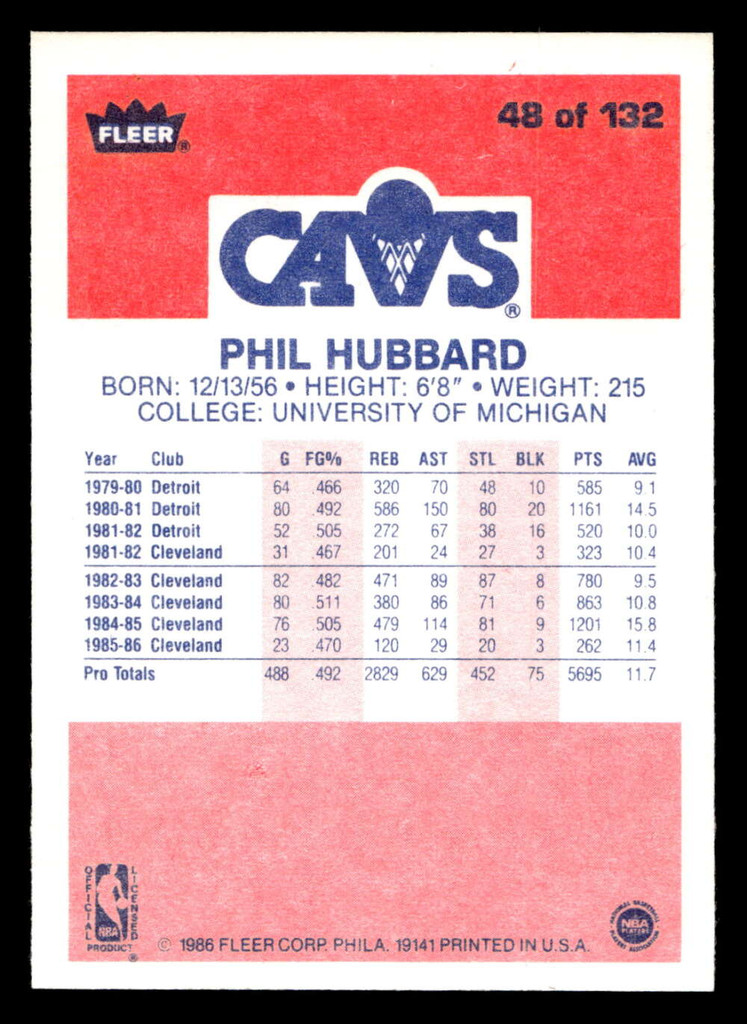 FLEER®
48 of 132
CAVS®
PHIL HUBBARD
BORN: 12/13/56 • HEIGHT: 6'8" • WEIGHT: 215
COLLEGE: UNIVERSITY OF MICHIGAN
Year Club G FG% REB AST STL BLK PTS AVG
1979-80 Detroit 64 .466 320 70 48 10 585 9.1
1980-81 Detroit 80 .492 586 150 80 20 1161 14.5
1981-82 Detroit 52 .505 272 67 38 16 520 10.0
1981-82 Cleveland 31 .467 201 24 27 3 323 10.4
1982-83 Cleveland 82 .482 471 89 87 8 780 9.5
1983-84 Cleveland 80 .511 380 86 71 6 863 10.8
1984-85 Cleveland 76 .505 479 114 81 9 1201 15.8
1985-86 Cleveland 23 .470 120 29 20 3 262 11.4
Pro Totals 488 .492 2829 629 452 75 5695 11.7
OFFICIAL
LICENSED
NBA
PRODUCT®
© 1986 FLEER CORP. PHILA. 19141 PRINTED IN U.S.A.
NATIONAL BASKETBALL
NBA
PLAYERS
PLAYERS ASSOCIATION